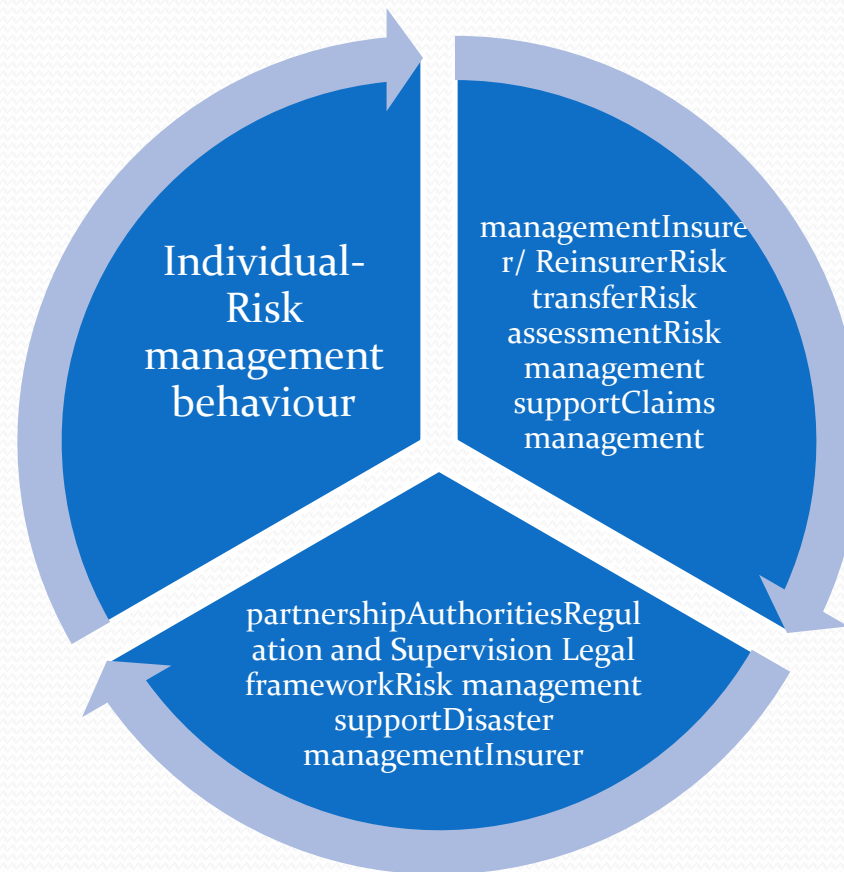 Individual-
Risk
management
behaviour
managementInsure
r/ ReinsurerRisk
transferRisk
assessmentRisk
management
supportClaims
management
partnershipAuthoritiesRegul
ation and Supervision Legal
frameworkRisk management
supportDisaster
managementInsurer